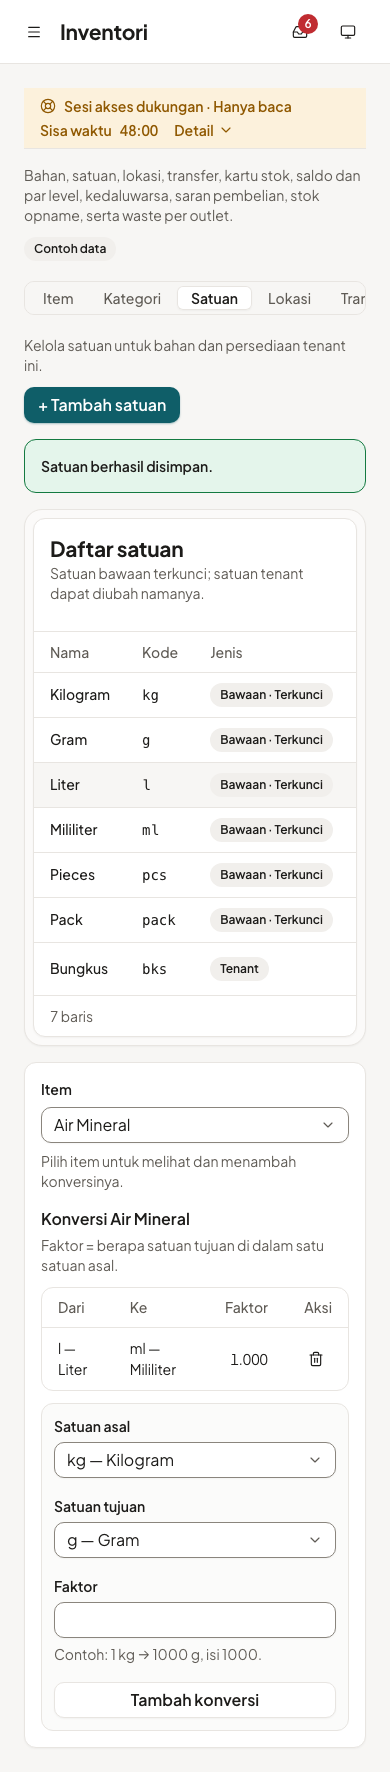 Inventori
6
Sesi akses dukungan · Hanya baca
Sisa waktu 48:00 Detail
Bahan, satuan, lokasi, transfer, kartu stok, saldo dan
par level, kedaluwarsa, saran pembelian, stok
opname, serta waste per outlet.
Contoh data
Item Kategori Satuan Lokasi Trar
Kelola satuan untuk bahan dan persediaan tenant
ini.
+ Tambah satuan
Satuan berhasil disimpan.
Daftar satuan
Satuan bawaan terkunci; satuan tenant
dapat diubah namanya.
Nama Kode Jenis
Kilogram kg Bawaan · Terkunci
Gram g Bawaan · Terkunci
Liter l Bawaan · Terkunci
Mililiter ml Bawaan · Terkunci
Pieces pcs Bawaan · Terkunci
Pack pack Bawaan · Terkunci
Bungkus bks Tenant
7 baris
Item
Air Mineral
Pilih item untuk melihat dan menambah
konversinya.
Konversi Air Mineral
Faktor = berapa satuan tujuan di dalam satu
satuan asal.
Dari Ke Faktor Aksi
l — Liter ml — Mililiter 1.000
Satuan asal
kg — Kilogram
Satuan tujuan
g — Gram
Faktor
Contoh: 1 kg → 1000 g, isi 1000.
Tambah konversi